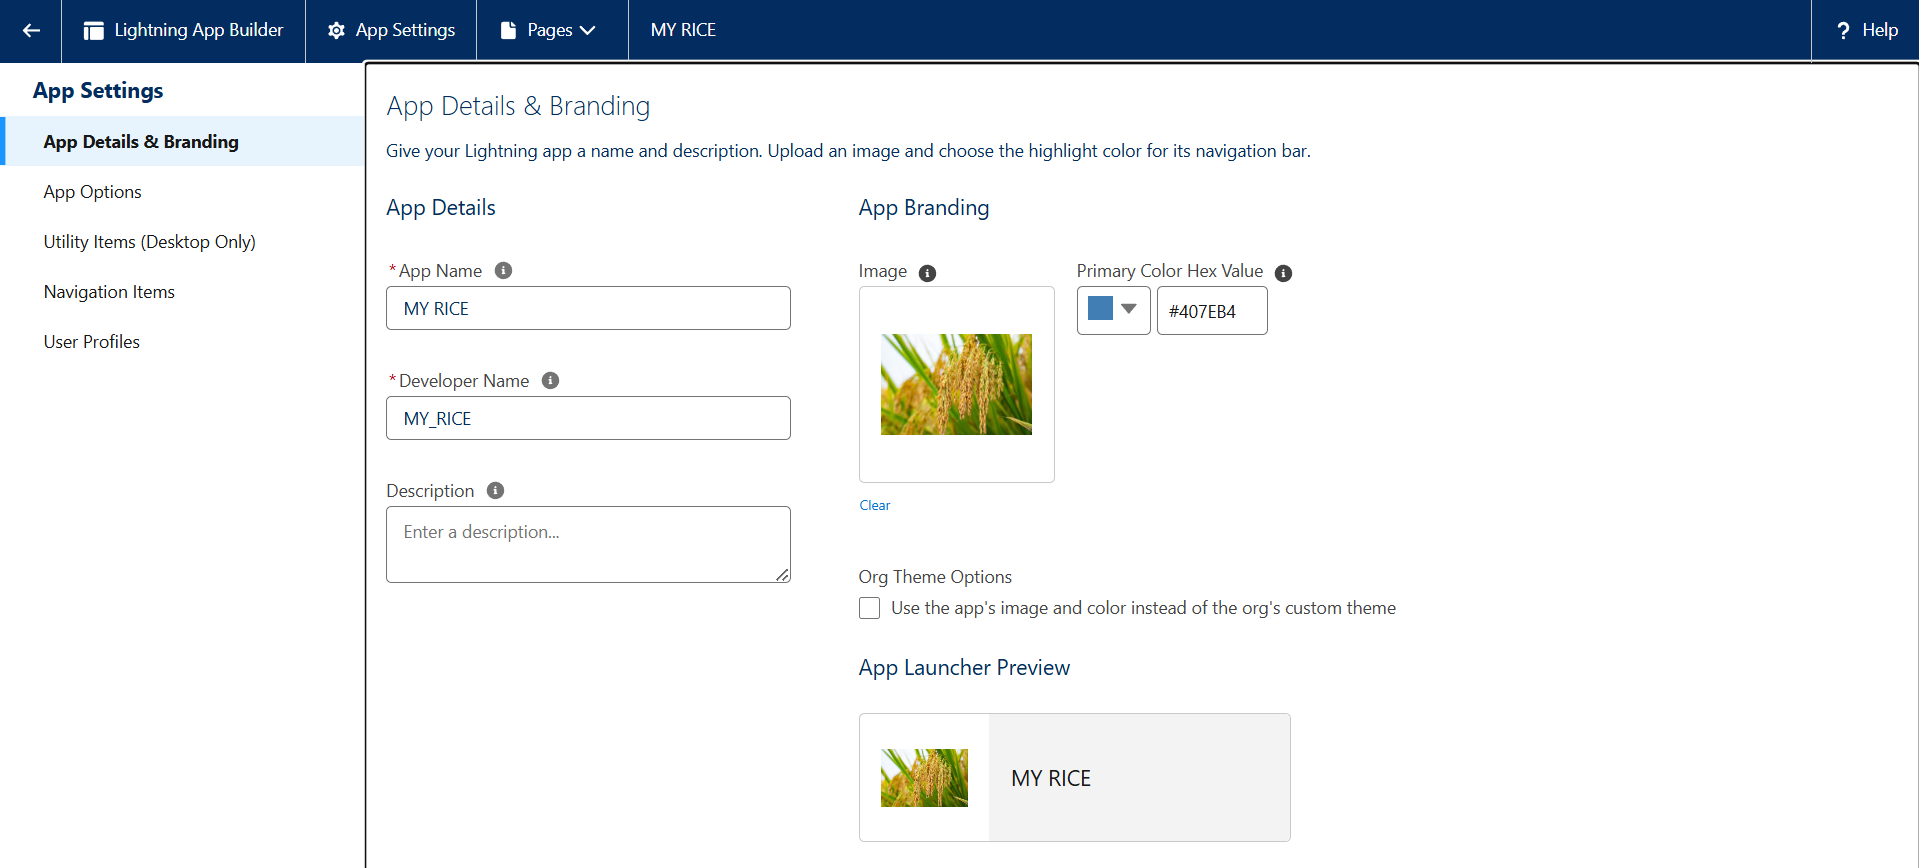 Lightning App Builder
App Settings
Pages
MY RICE
? Help
App Settings
App Details & Branding
App Options
Utility Items (Desktop Only)
Navigation Items
User Profiles
App Details & Branding
Give your Lightning app a name and description. Upload an image and choose the highlight color for its navigation bar.
App Details
*App Name
MY RICE
*Developer Name
MY_RICE
Description
Enter a description...
App Branding
Image
Primary Color Hex Value
#407EB4
Clear
Org Theme Options
Use the app's image and color instead of the org's custom theme
App Launcher Preview
MY RICE